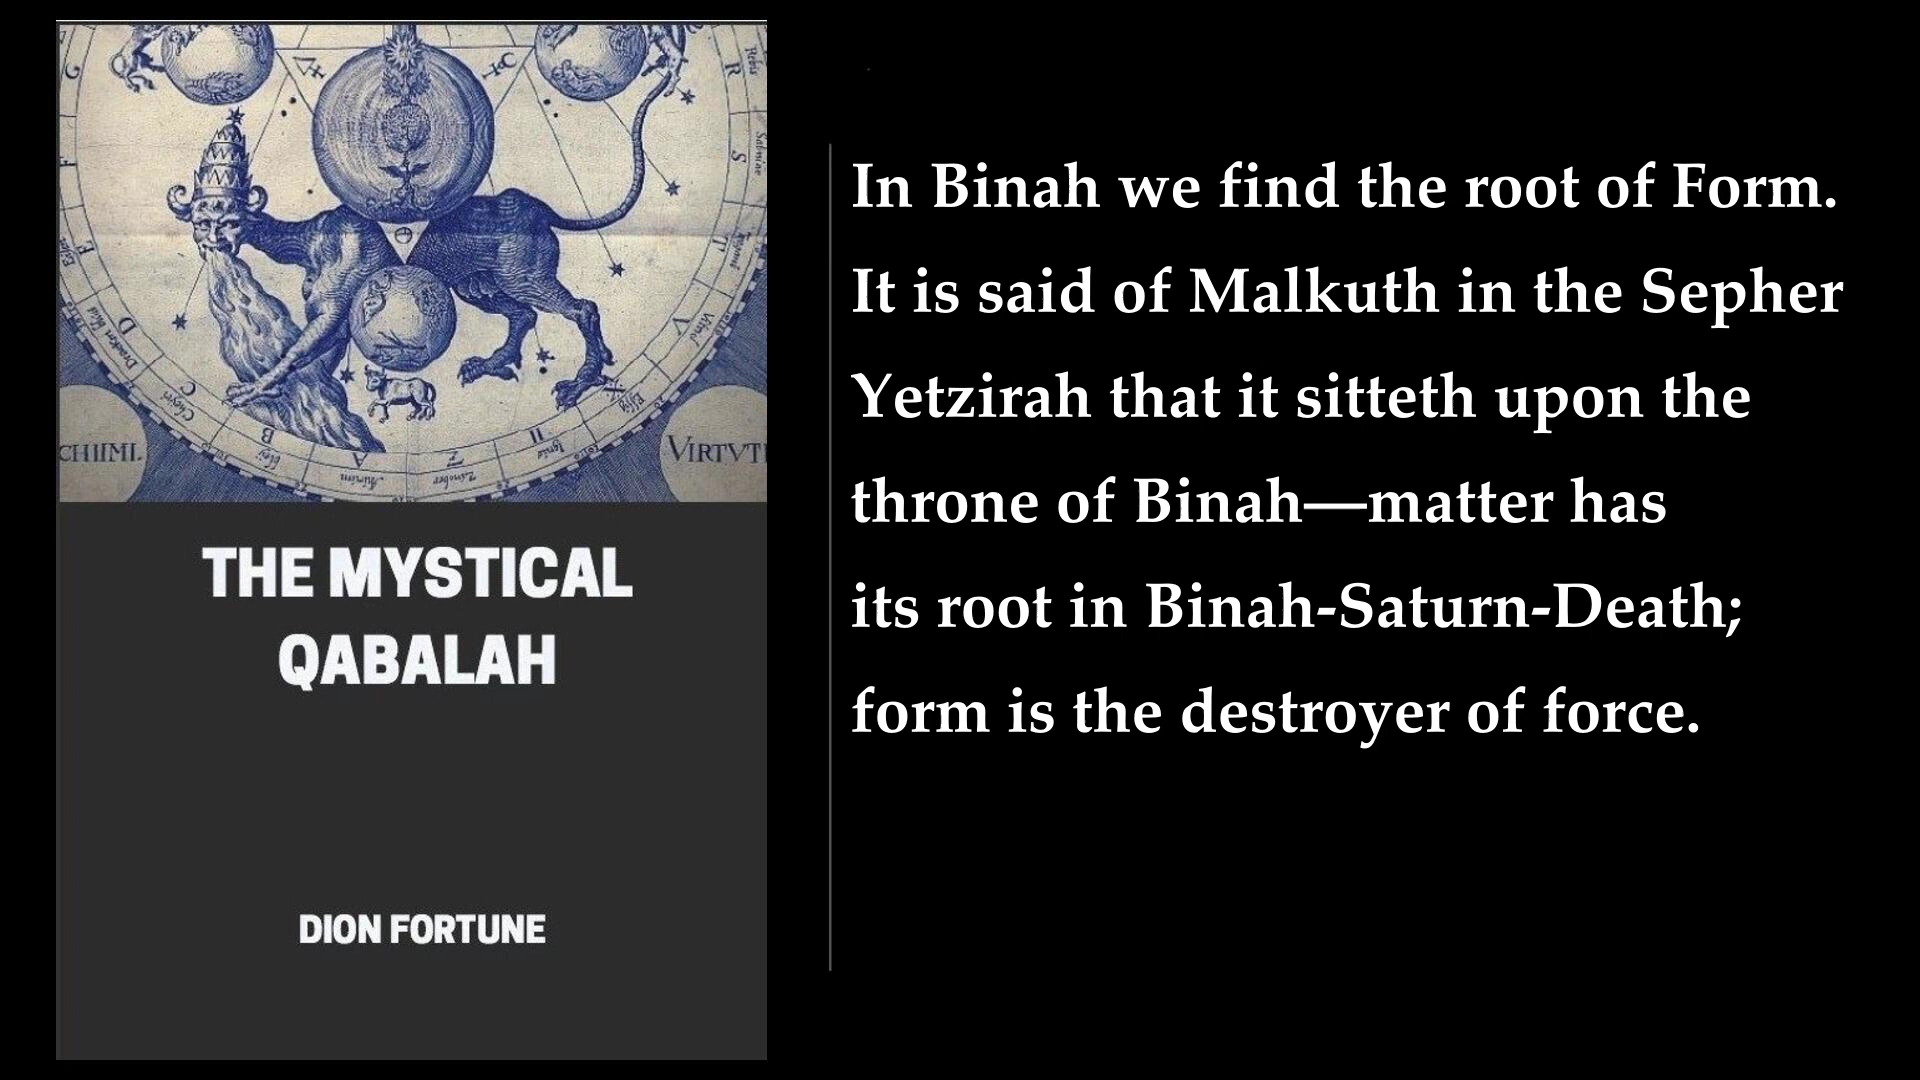 CHIIMI.
VIRTVTI
THE MYSTICAL
QABALAH
DION FORTUNE
In Binah we find the root of Form.
It is said of Malkuth in the Sepher
Yetzirah that it sitteth upon the
throne of Binah—matter has
its root in Binah-Saturn-Death;
form is the destroyer of force.